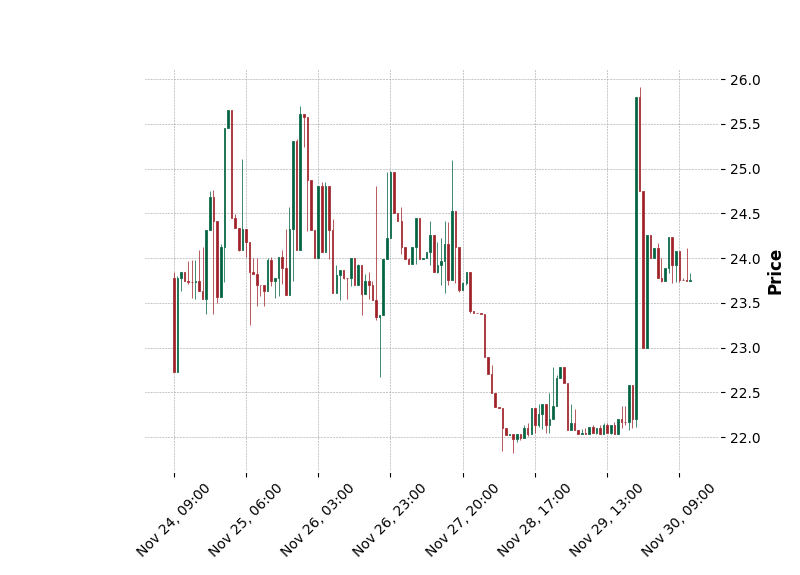 26.0
25.5
25.0
24.5
24.0
23.5
23.0
22.5
22.0
Price
Nov 24, 09:00
Nov 25, 06:00
Nov 26, 03:00
Nov 26, 23:00
Nov 27, 20:00
Nov 28, 17:00
Nov 29, 13:00
Nov 30, 09:00